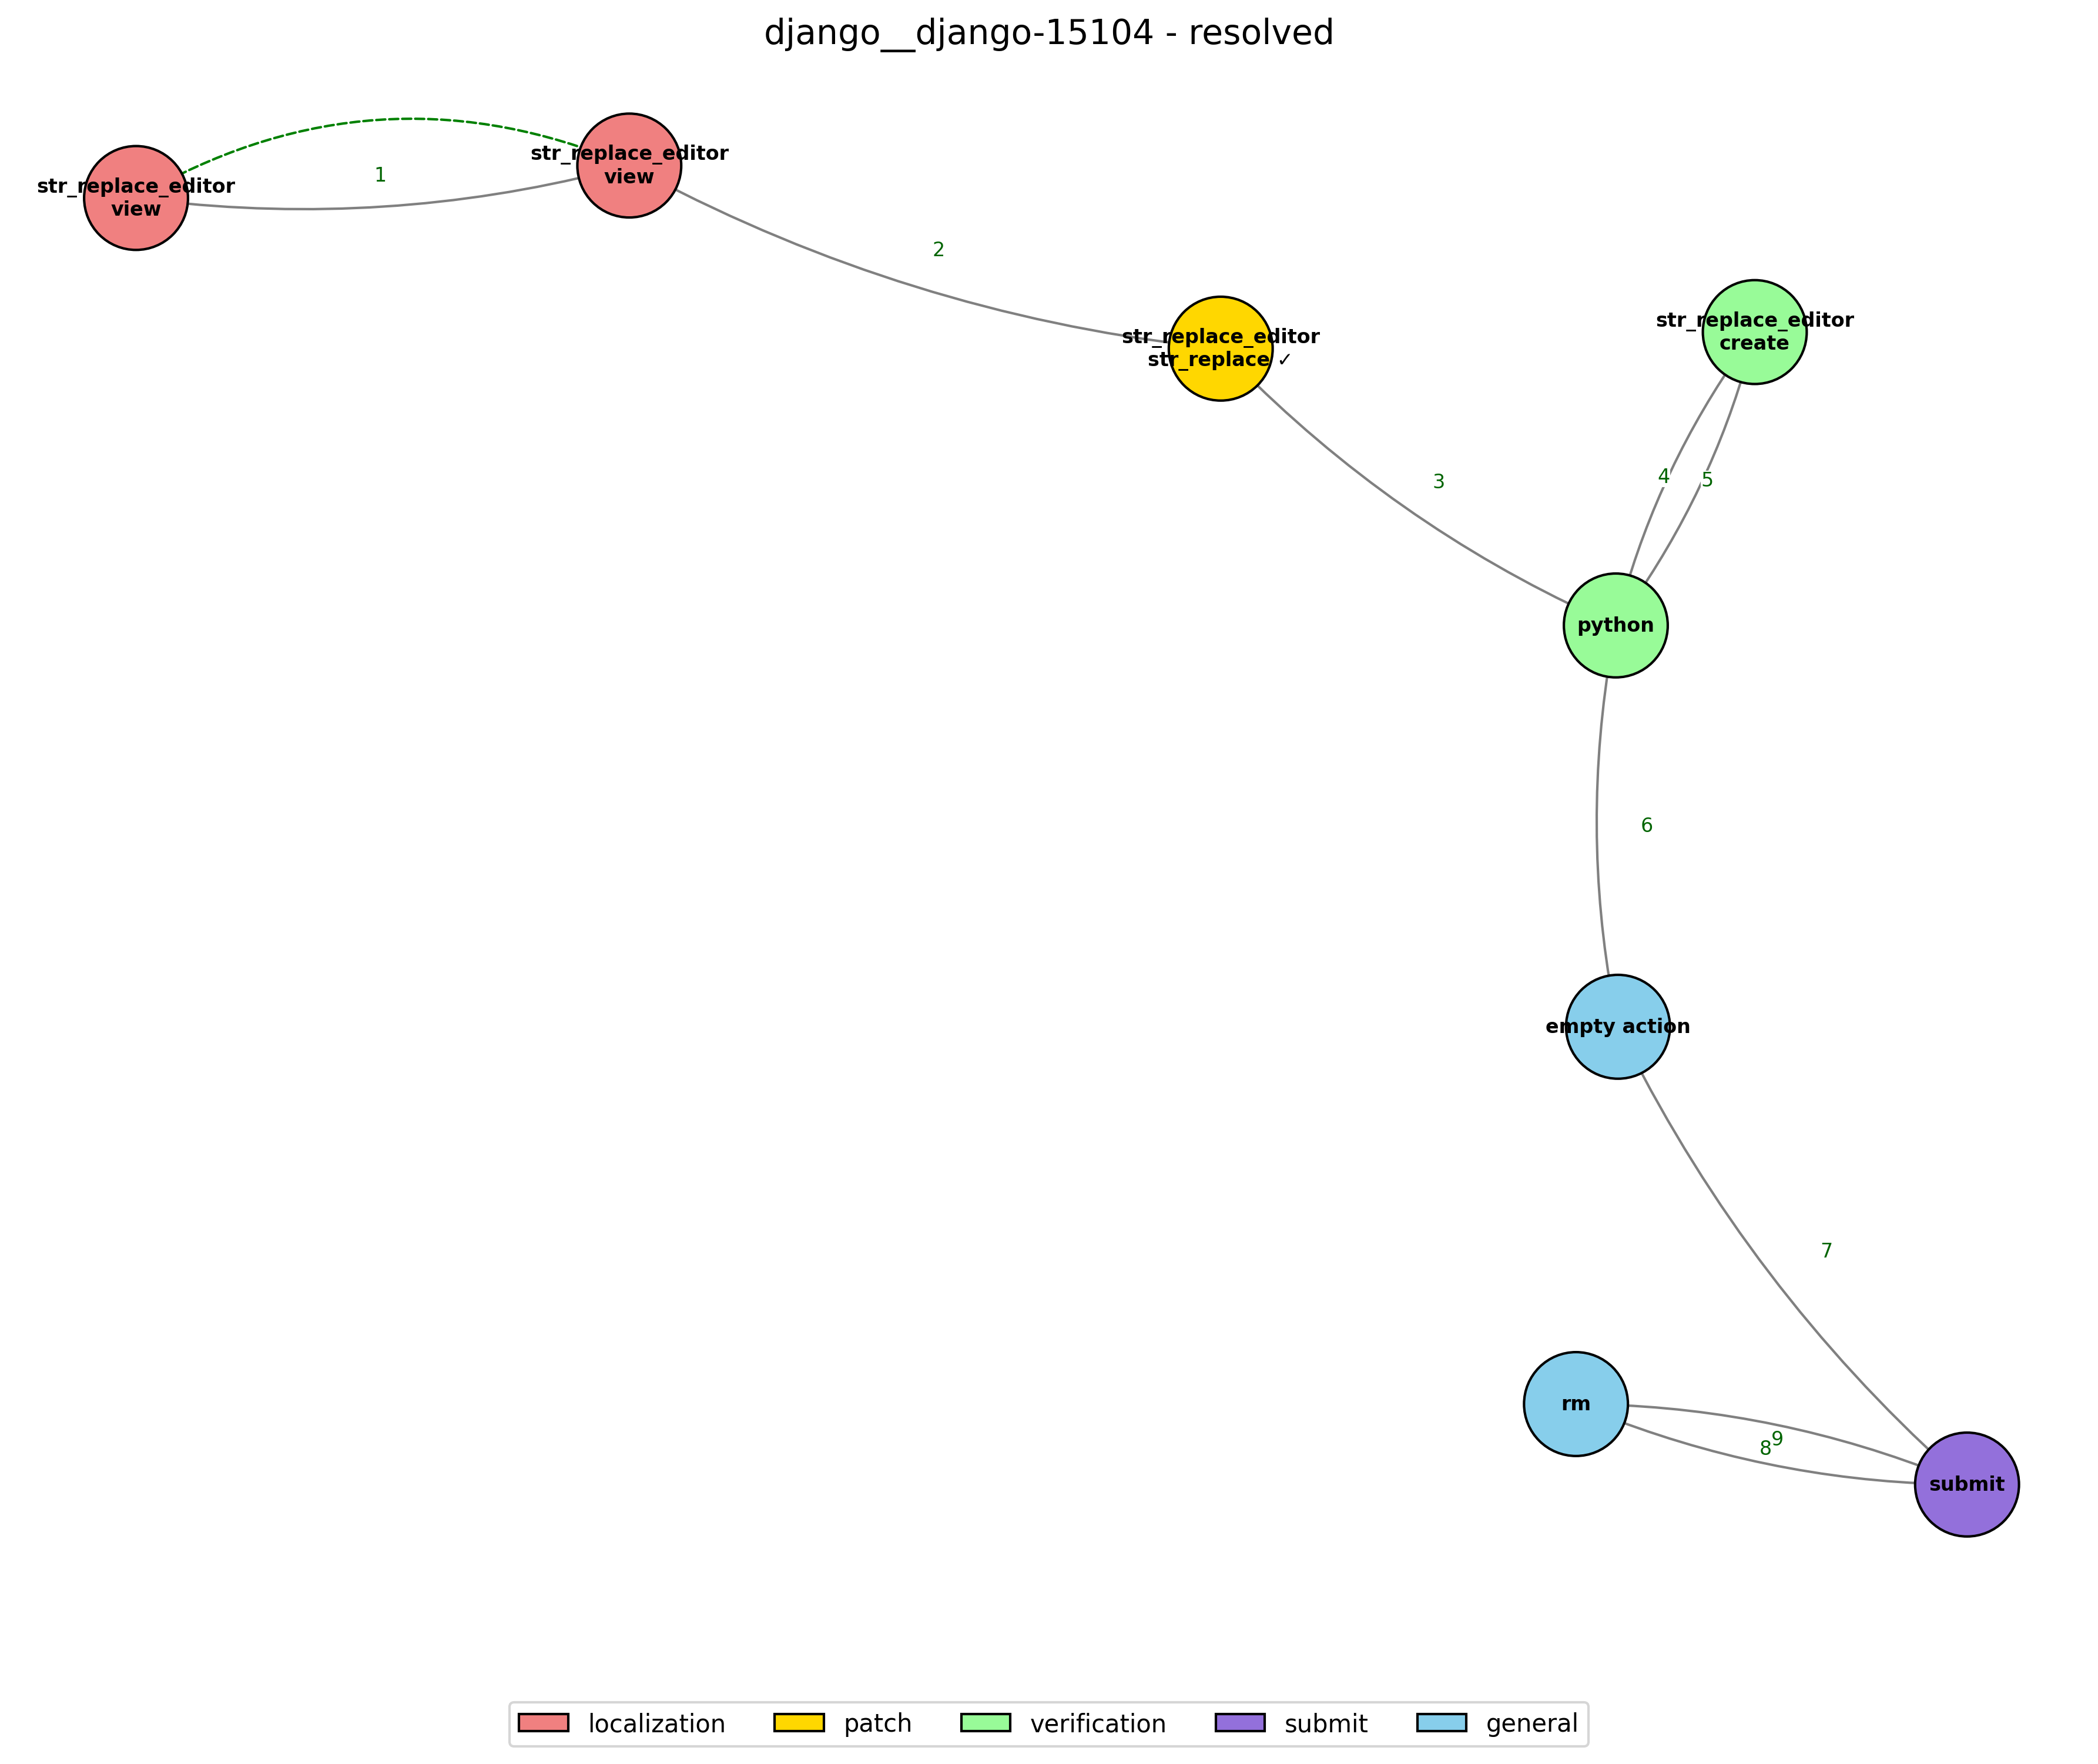 django__django-15104 - resolved
str_replace_editor
view
1
str_replace_editor
view
2
str_replace_editor
str_replace ✓
str_replace_editor
create
3
4
5
python
6
empty action
7
rm
8
9
submit
localization
patch
verification
submit
general